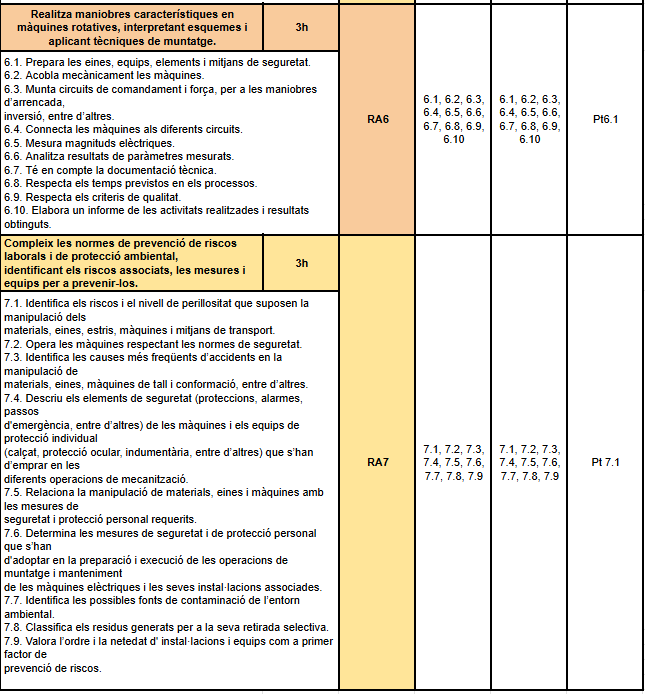 Realitza maniobres característiques en
màquines rotatives, interpretant esquemes i
aplicant tècniques de muntatge.
3h
6.1. Prepara les eines, equips, elements i mitjans de seguretat.
6.2. Acobla mecànicament les màquines.
6.3. Munta circuits de comandament i força, per a les maniobres
d’arrencada,
inversió, entre d’altres.
6.4. Connecta les màquines als diferents circuits.
6.5. Mesura magnituds elèctriques.
6.6. Analitza resultats de paràmetres mesurats.
6.7. Té en compte la documentació tècnica.
6.8. Respecta els temps previstos en els processos.
6.9. Respecta els criteris de qualitat.
6.10. Elabora un informe de les activitats realitzades i resultats
obtinguts.
RA6
6.1, 6.2, 6.3,
6.4, 6.5, 6.6,
6.7, 6.8, 6.9,
6.10
6.1, 6.2, 6.3,
6.4, 6.5, 6.6,
6.7, 6.8, 6.9,
6.10
Pt6.1
Compleix les normes de prevenció de riscos
laborals i de protecció ambiental,
identificant els riscos associats, les mesures i
equips per a prevenir-los.
3h
7.1. Identifica els riscos i el nivell de perillositat que suposen la
manipulació dels
materials, eines, estris, màquines i mitjans de transport.
7.2. Opera les màquines respectant les normes de seguretat.
7.3. Identifica les causes més freqüents d’accidents en la
manipulació de
materials, eines, màquines de tall i conformació, entre d’altres.
7.4. Descriu els elements de seguretat (proteccions, alarmes,
passos
d'emergència, entre d’altres) de les màquines i els equips de
protecció individual
(calçat, protecció ocular, indumentària, entre d’altres) que s’han
d’emprar en les
diferents operacions de mecanització.
7.5. Relaciona la manipulació de materials, eines i màquines amb
les mesures de
seguretat i protecció personal requerits.
7.6. Determina les mesures de seguretat i de protecció personal
que s’han
d'adoptar en la preparació i execució de les operacions de
muntatge i manteniment
de les màquines elèctriques i les seves instal·lacions associades.
7.7. Identifica les possibles fonts de contaminació de l’entorn
ambiental.
7.8. Classifica els residus generats per a la seva retirada selectiva.
7.9. Valora l’ordre i la netedat d' instal·lacions i equips com a primer
factor de
prevenció de riscos.
RA7
7.1, 7.2, 7.3,
7.4, 7.5, 7.6,
7.7, 7.8, 7.9
7.1, 7.2, 7.3,
7.4, 7.5, 7.6,
7.7, 7.8, 7.9
Pt 7.1